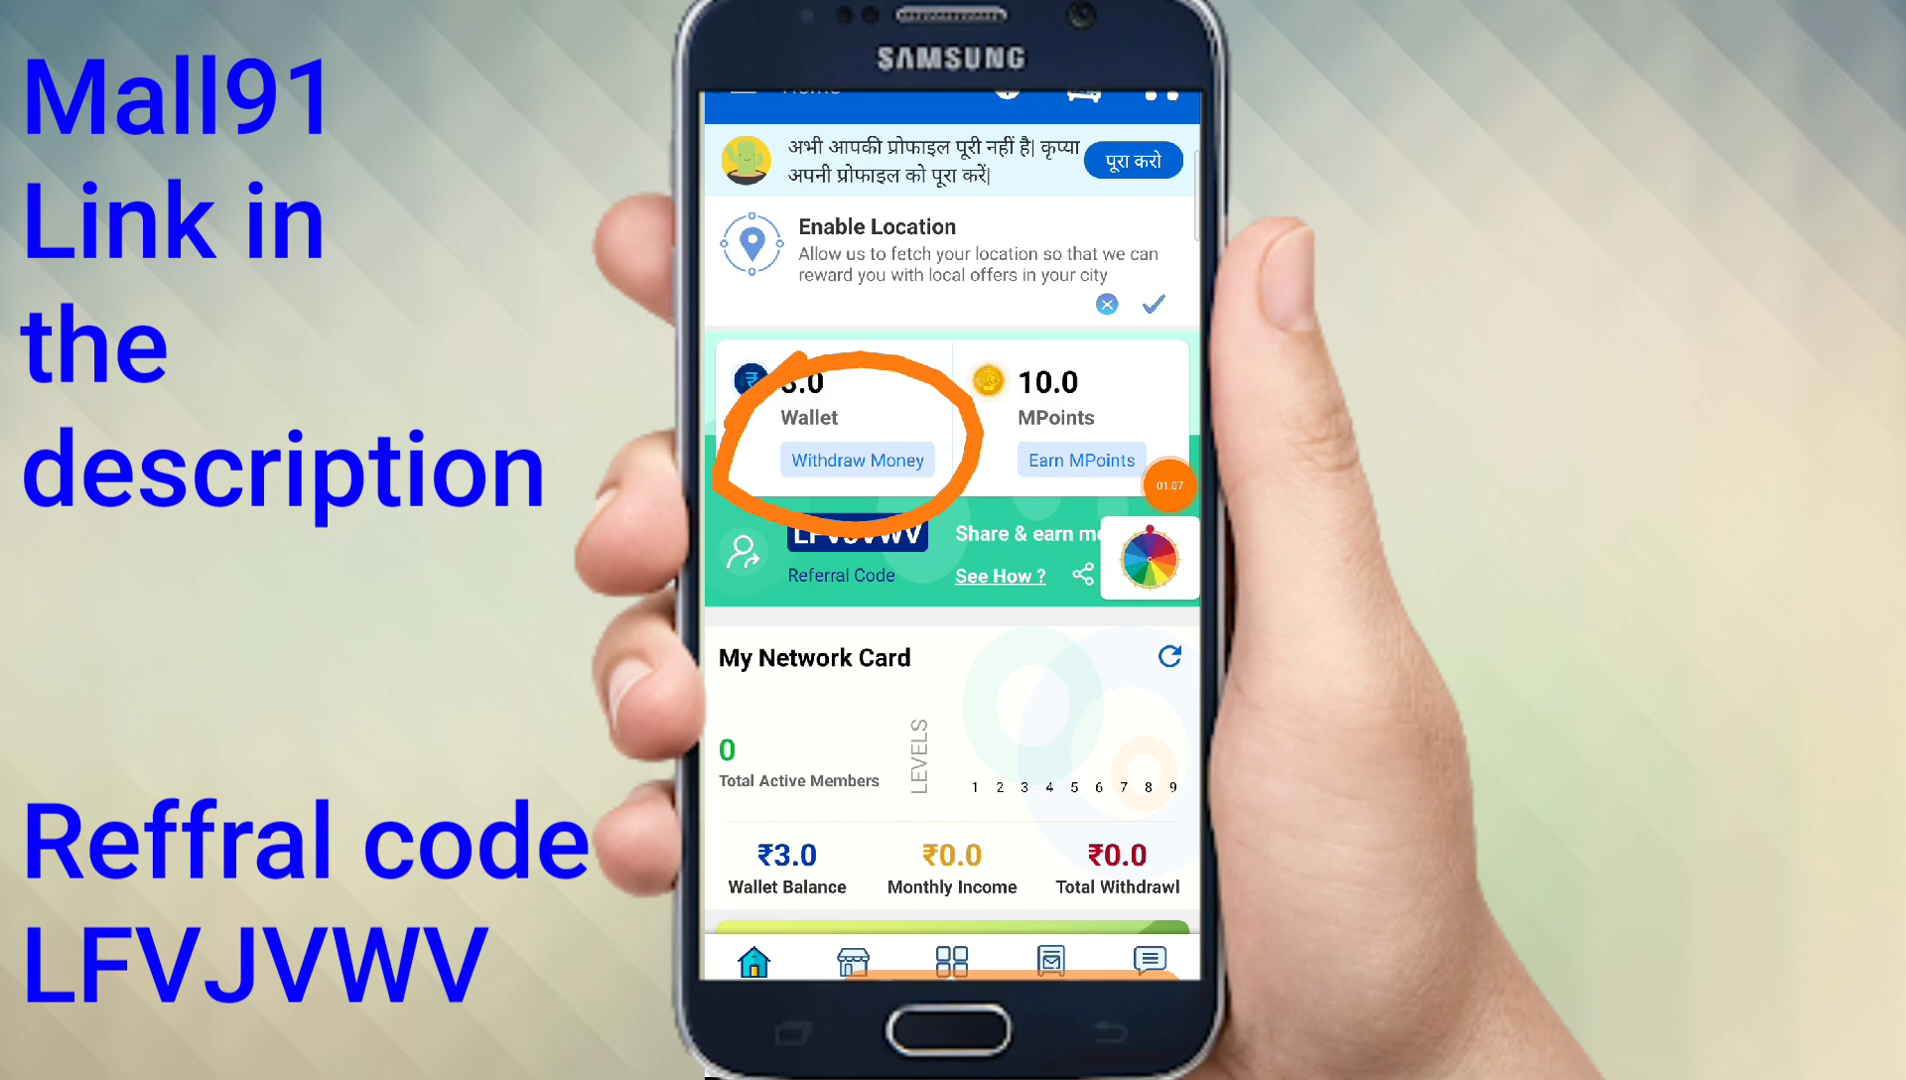 Mall91
Link in
the
description
Reffral code
LFVJVWV
SAMSUNG
अभी आपकी प्रोफाइल पूरी नहीं है| कृप्या
अपनी प्रोफाइल को पूरा करें|
पूरा करो
Enable Location
Allow us to fetch your location so that we can
reward you with local offers in your city
3.0
Wallet
Withdraw Money
10.0
MPoints
Earn MPoints
01:07
LFVJVWV
Referral Code
Share & earn
See How ?
My Network Card
0
Total Active Members
LEVELS
1 2 3 4 5 6 7 8 9
₹3.0
Wallet Balance
₹0.0
Monthly Income
₹0.0
Total Withdrawl